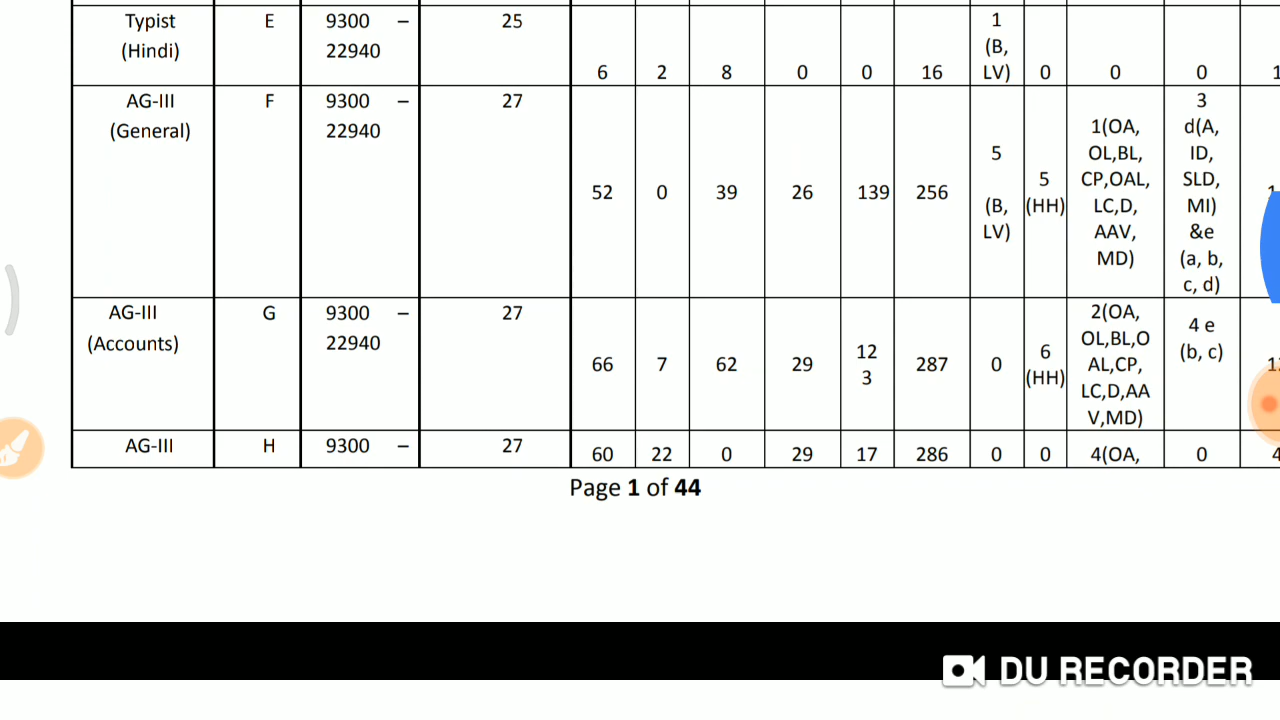 Typist E 9300 – 25 1
(Hindi) 22940 (B,
6 2 8 0 0 16 LV) 0 0 0 1
AG-III F 9300 – 27 3
(General) 22940 1(OA, d(A,
5 OL,BL, ID,
52 0 39 26 139 256 5 CP,OAL, SLD,
(B, (HH) LC,D, MI)
LV) AAV, &e
MD) (a, b,
c, d)
AG-III G 9300 – 27 2(OA,
(Accounts) 22940 OL,BL,O 4 e
66 7 62 29 12 287 0 6 AL,CP, (b, c)
3 (HH) LC,D,AA
V,MD)
AG-III H 9300 – 27
60 22 0 29 17 286 0 0 4(OA, 0 4
Page 1 of 44
DU RECORDER